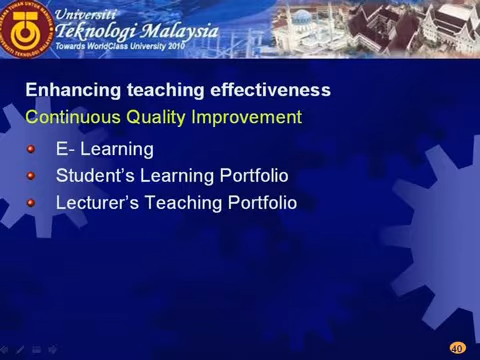 Universiti
Teknologi Malaysia
Towards WorldClass University 2010
Enhancing teaching effectiveness
Continuous Quality Improvement
E- Learning
Student's Learning Portfolio
Lecturer's Teaching Portfolio
40